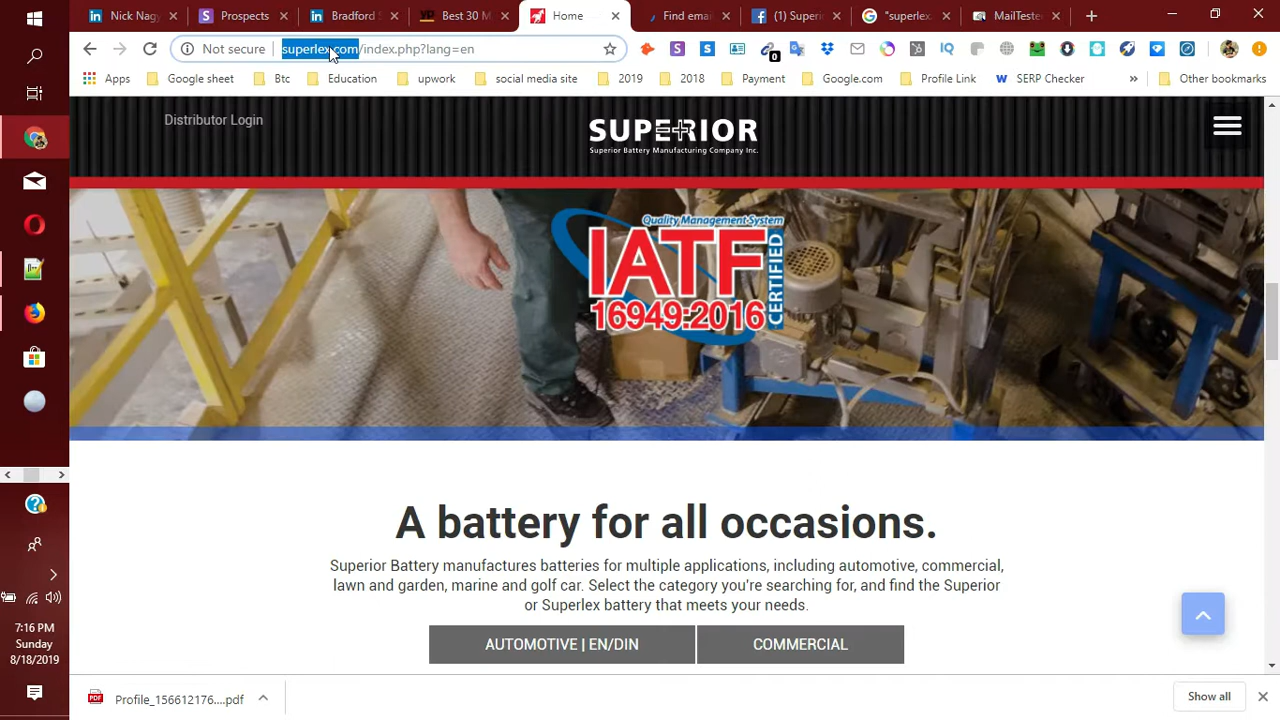 Nick Nagy
Prospects
Bradford S
Best 30 M
Home
Find email
(1) Superio
"superlex.
MailTester
Not secure
superlex.com/index.php?lang=en
0
Apps
Google sheet
Btc
Education
upwork
social media site
2019
2018
Payment
Google.com
Profile Link
SERP Checker
»
Other bookmarks
Distributor Login
SUPERIOR
Superior Battery Manufacturing Company Inc.
Quality Management System
IATF
16949:2016
CERTIFIED
A battery for all occasions.
Superior Battery manufactures batteries for multiple applications, including automotive, commercial,
lawn and garden, marine and golf car. Select the category you're searching for, and find the Superior
or Superlex battery that meets your needs.
AUTOMOTIVE | EN/DIN
COMMERCIAL
7:16 PM
Sunday
8/18/2019
Profile_156612176....pdf
Show all